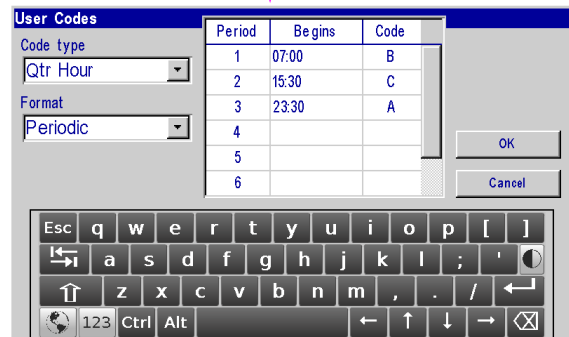 User Codes
Code type
Qtr Hour
Format
Periodic
Period Begins Code
1 07:00 B
2 15:30 C
3 23:30 A
4
5
6
OK
Cancel
Esc q w e r t y u i o p [ ]
a s d f g h j k l ; '
z x c v b n m , . /
123 Ctrl Alt ← ↑ ↓ →